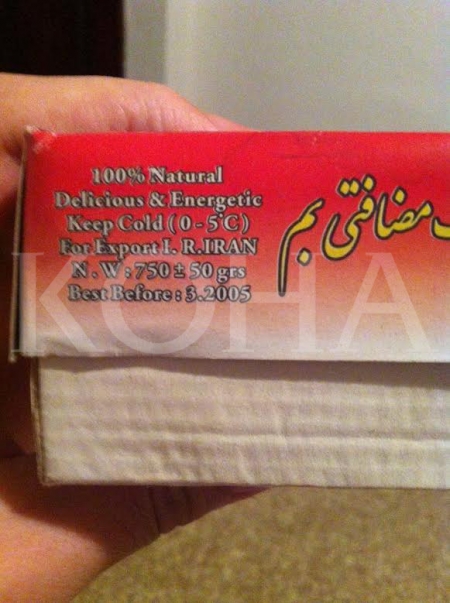 100% Natural
Delicious & Energetic
Keep Cold ( 0 - 5°C )
For Export I. R.IRAN
N . W : 750 ± 50 grs
Best Before : 3.2005
مضافتی بم
KOHA